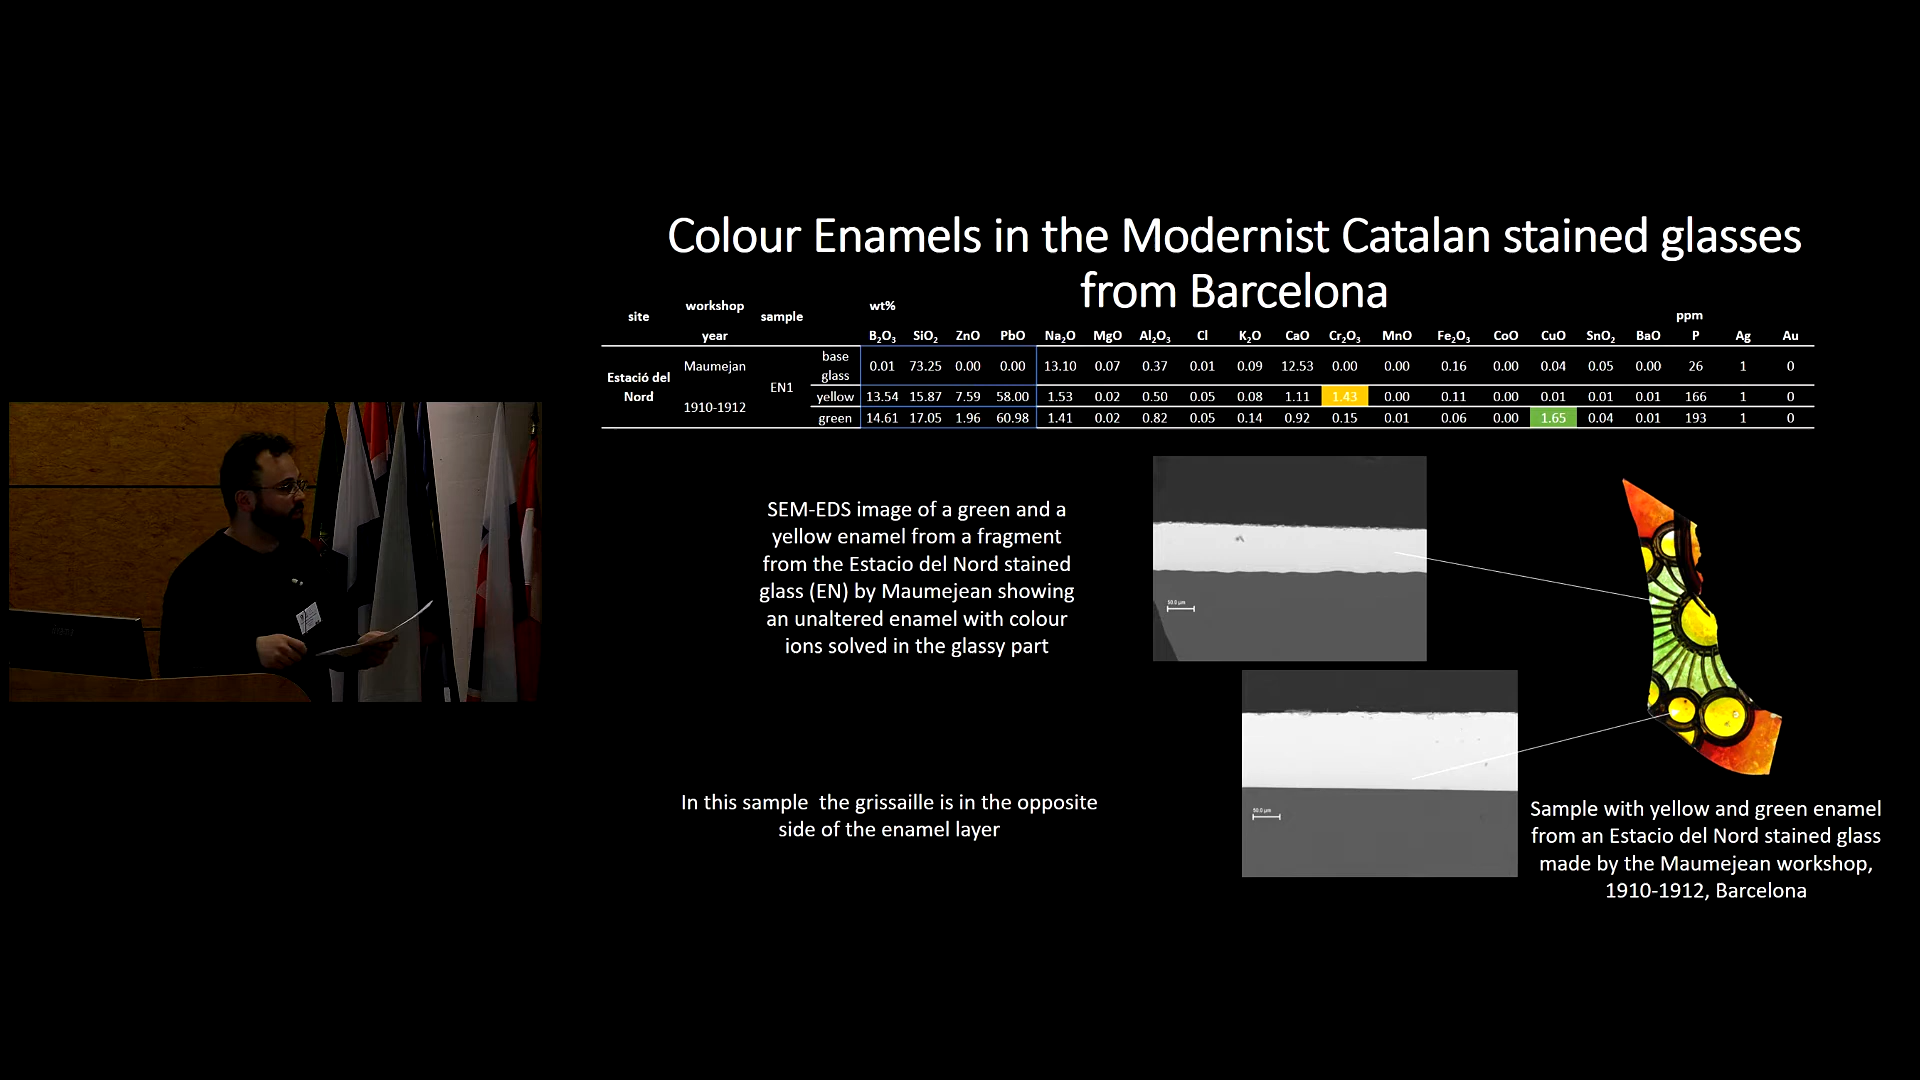 Colour Enamels in the Modernist Catalan stained glasses
from Barcelona
site workshop sample wt% ppm
year B₂O₃ SiO₂ ZnO PbO Na₂O MgO Al₂O₃ Cl K₂O CaO Cr₂O₃ MnO Fe₂O₃ CoO CuO SnO₂ BaO P Ag Au
Estació del Nord Maumejan 1910-1912 EN1 base glass 0.01 73.25 0.00 0.00 13.10 0.07 0.37 0.01 0.09 12.53 0.00 0.00 0.16 0.00 0.04 0.05 0.00 26 1 0
yellow 13.54 15.87 7.59 58.00 1.53 0.02 0.50 0.05 0.08 1.11 1.43 0.00 0.11 0.00 0.01 0.01 0.01 166 1 0
green 14.61 17.05 1.96 60.98 1.41 0.02 0.82 0.05 0.14 0.92 0.15 0.01 0.06 0.00 1.65 0.04 0.01 193 1 0
SEM-EDS image of a green and a
yellow enamel from a fragment
from the Estacio del Nord stained
glass (EN) by Maumejean showing
an unaltered enamel with colour
ions solved in the glassy part
50.0 µm
50.0 µm
In this sample  the grissaille is in the opposite
side of the enamel layer
Sample with yellow and green enamel
from an Estacio del Nord stained glass
made by the Maumejean workshop,
1910-1912, Barcelona